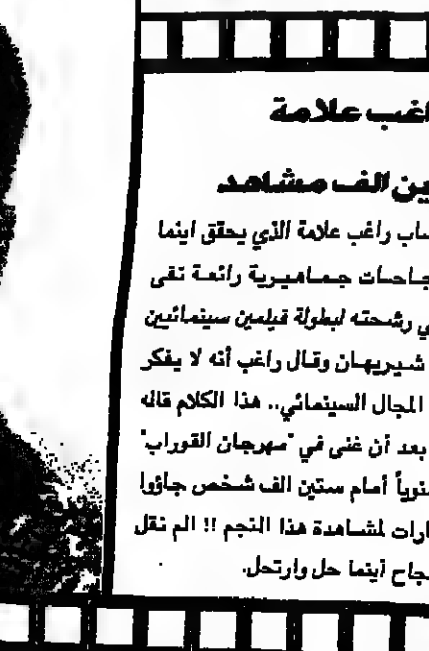 راغب علامة
ين الف مشاهد
ساب راغب علامة الذي يحقق اينما
جاحات جماهيرية رائعة نفى
ي رشحته لبطولة فيلمين سينمائيين
شيريهان وقال راغب أنه لا يفكر
المجال السينمائي.. هذا الكلام قاله
بعد أن غنى في "مهرجان القوراب"
سنوياً أمام ستين الف شخص جاؤوا
ارات لمشاهدة هذا النجم !! الم نقل
جاح أينما حل وارتحل.